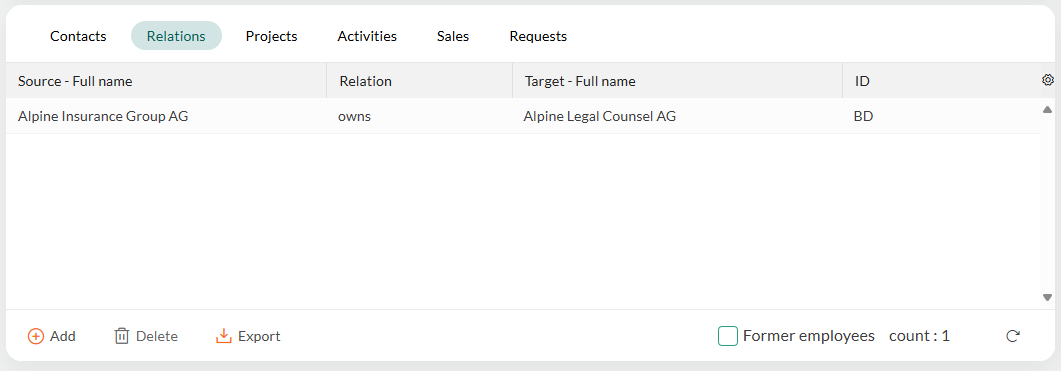 Contacts Relations Projects Activities Sales Requests
Source - Full name Relation Target - Full name ID
Alpine Insurance Group AG owns Alpine Legal Counsel AG BD
Add Delete Export Former employees count : 1